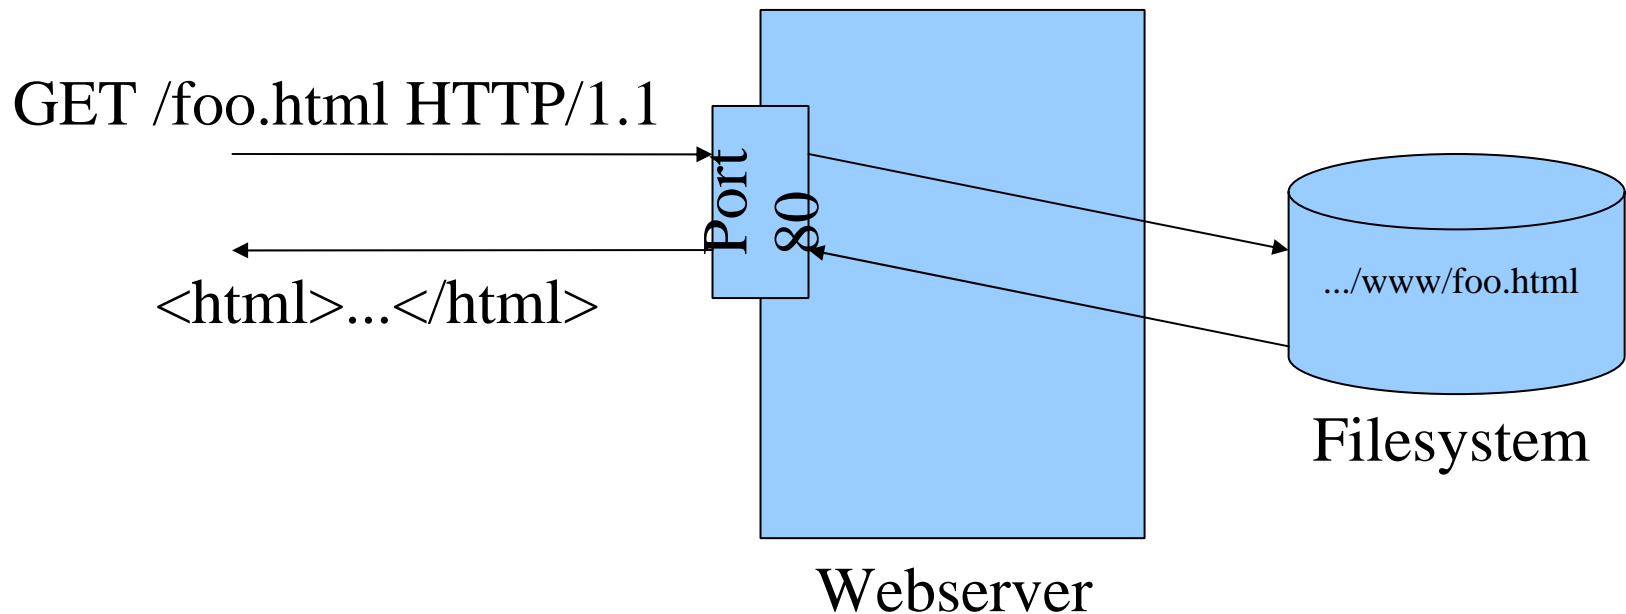 GET /foo.html HTTP/1.1
Port
80
<html>...</html>
.../www/foo.html
Filesystem
Webserver